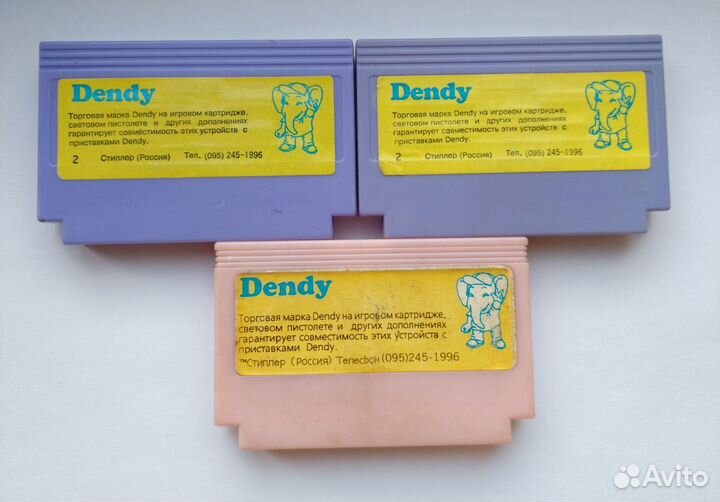 Dendy
Торговая марка Dendy на игровом картридже,
световом пистолете и других дополнениях
гарантирует совместимость этих устройств с
приставками Dendy.
2 Стиплер (Россия) Тел. (095) 245-1996
Dendy
Торговая марка Dendy на игровом картридже,
световом пистолете и других дополнениях
гарантирует совместимость этих устройств с
приставками Dendy.
2 Стиплер (Россия) Тел. (095) 245-1996
Dendy
Торговая марка Dendy на игровом картридже,
световом пистолете и других дополнениях
гарантирует совместимость этих устройств с
приставками Dendy.
™Стиплер (Россия) Телефон (095)245-1996
Avito